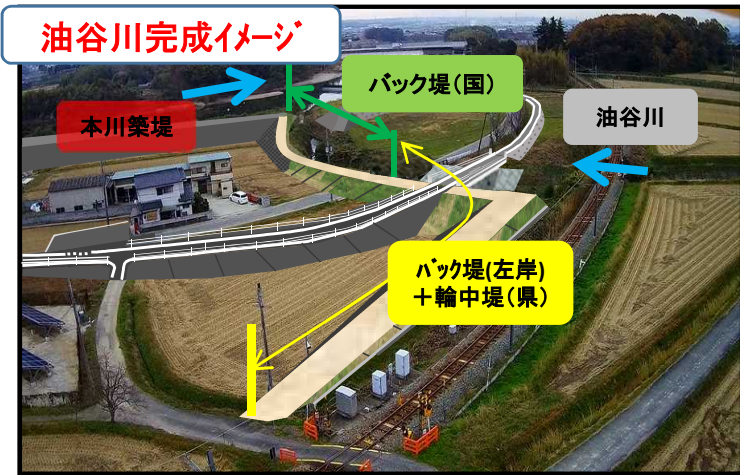 油谷川完成ｲﾒｰｼﾞ
バック堤（国）
本川築堤
油谷川
ﾊﾞｯｸ堤(左岸)
＋輪中堤（県）